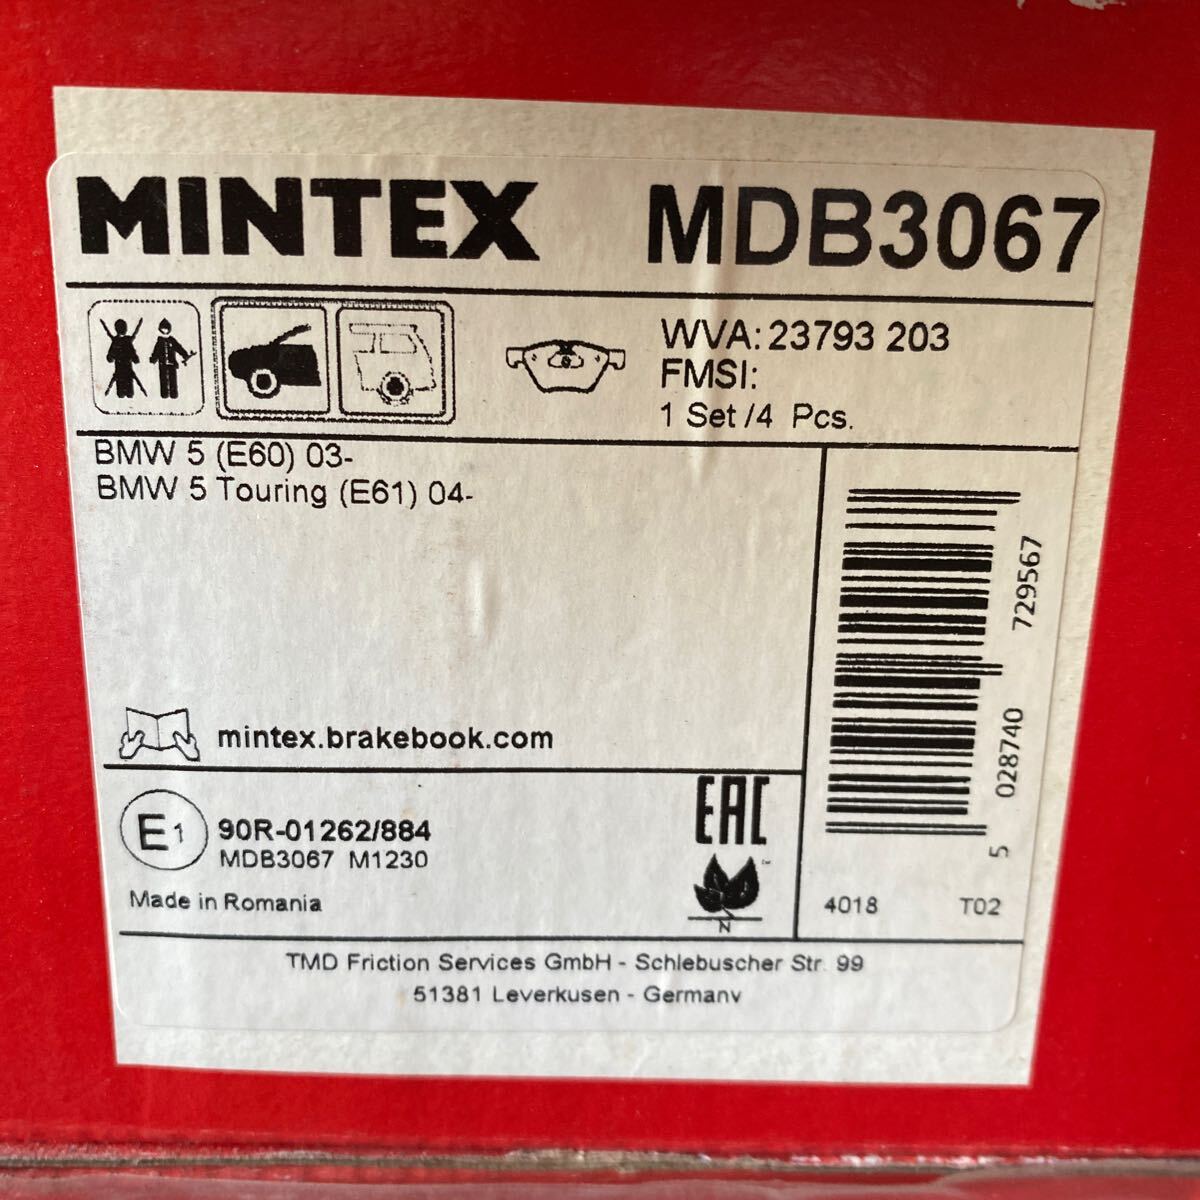 MINTEX MDB3067
WVA: 23793 203
FMSI:
1 Set /4 Pcs.
BMW 5 (E60) 03-
BMW 5 Touring (E61) 04-
mintex.brakebook.com
E1
90R-01262/884
MDB3067 M1230
Made in Romania
EAC
N
5 028740 729567
4018 T02
TMD Friction Services GmbH - Schlebuscher Str. 99
51381 Leverkusen - Germany